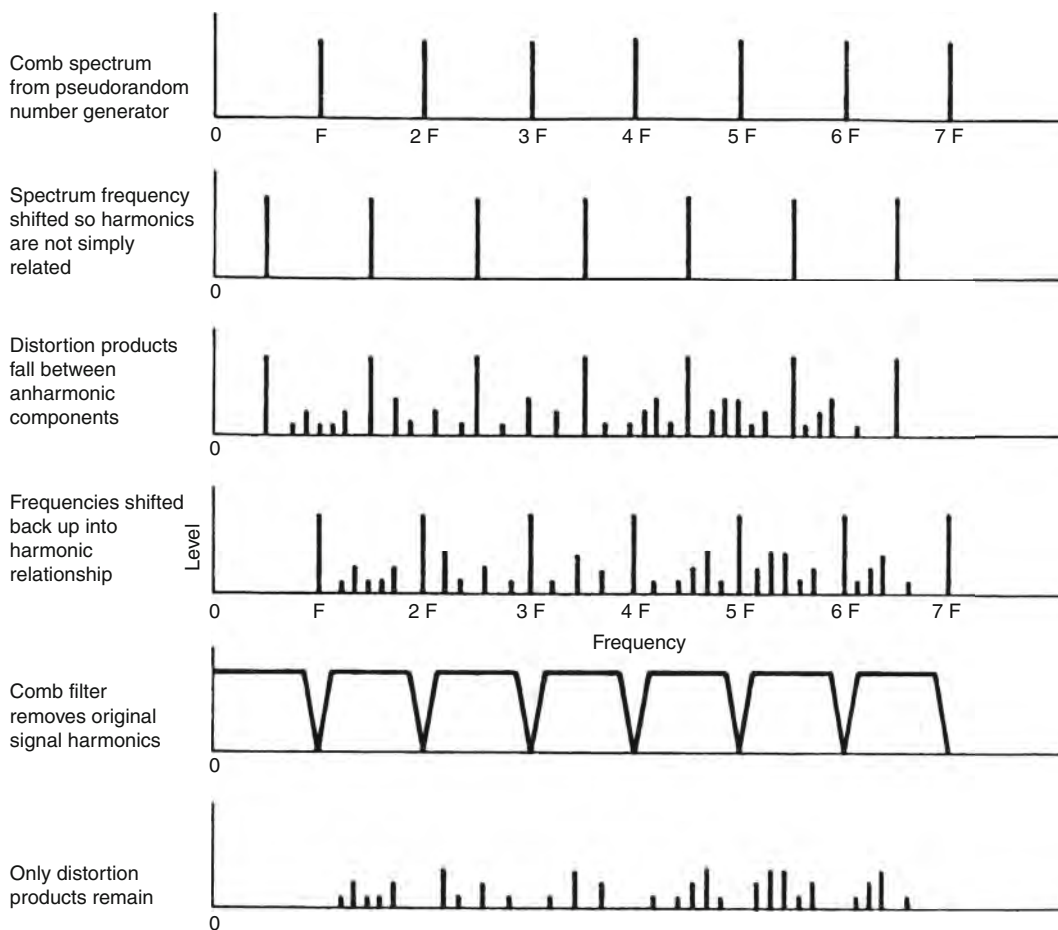 Comb spectrum
from pseudorandom
number generator
0 F 2 F 3 F 4 F 5 F 6 F 7 F
Spectrum frequency
shifted so harmonics
are not simply
related
0
Distortion products
fall between
anharmonic
components
0
Frequencies shifted
back up into
harmonic
relationship
Level
0 F 2 F 3 F 4 F 5 F 6 F 7 F
Frequency
Comb filter
removes original
signal harmonics
0
Only distortion
products remain
0